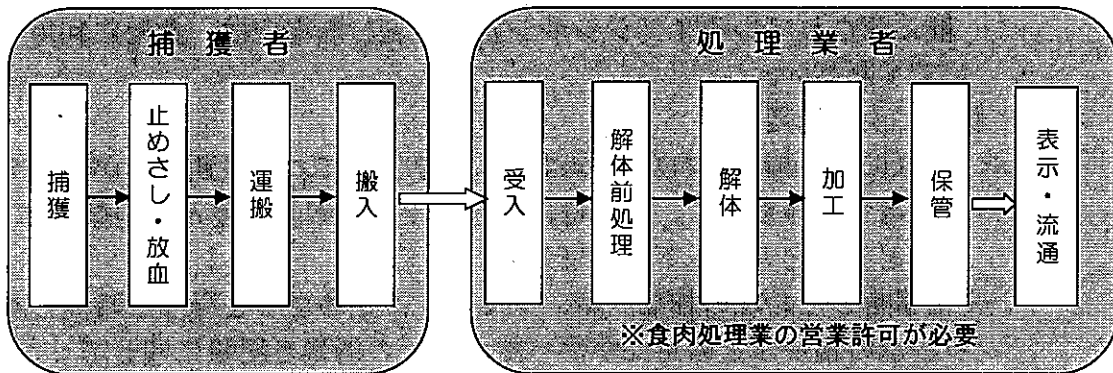 捕獲者
処理業者
捕獲
止めさし・放血
運搬
搬入
受入
解体前処理
解体
加工
保管
表示・流通
※食肉処理業の営業許可が必要